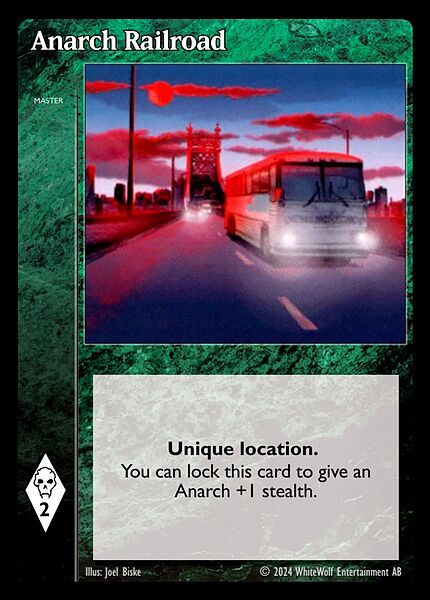 Anarch Railroad
MASTER
Unique location.
You can lock this card to give an
Anarch +1 stealth.
2
Illus: Joel Biske
© 2024 WhiteWolf Entertainment AB